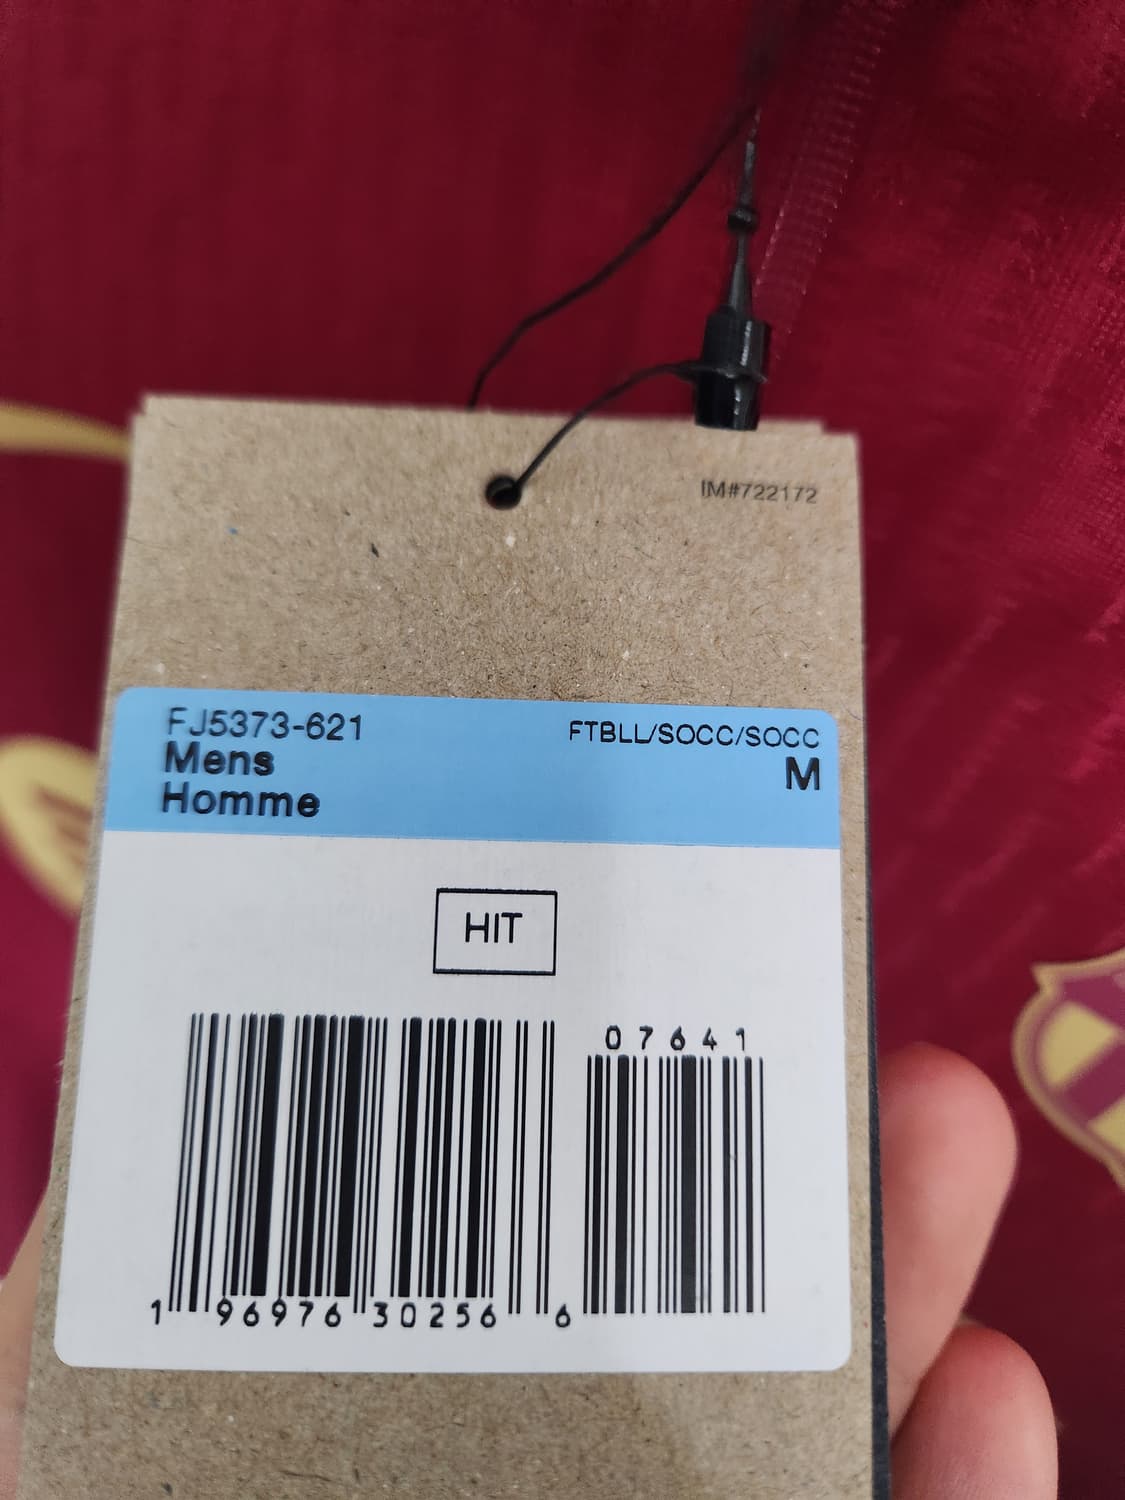 IM#722172
FJ5373-621 FTBLL/SOCC/SOCC
Mens M
Homme
HIT
07641
1 96976 30256 6